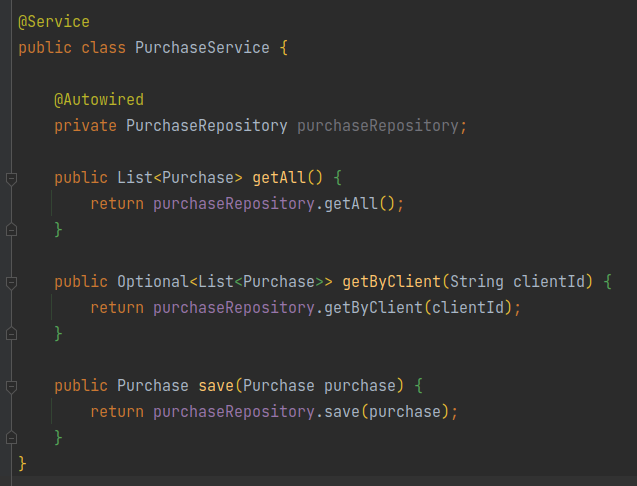 @Service
public class PurchaseService {
@Autowired
private PurchaseRepository purchaseRepository;
public List<Purchase> getAll() {
return purchaseRepository.getAll();
}
public Optional<List<Purchase>> getByClient(String clientId) {
return purchaseRepository.getByClient(clientId);
}
public Purchase save(Purchase purchase) {
return purchaseRepository.save(purchase);
}
}